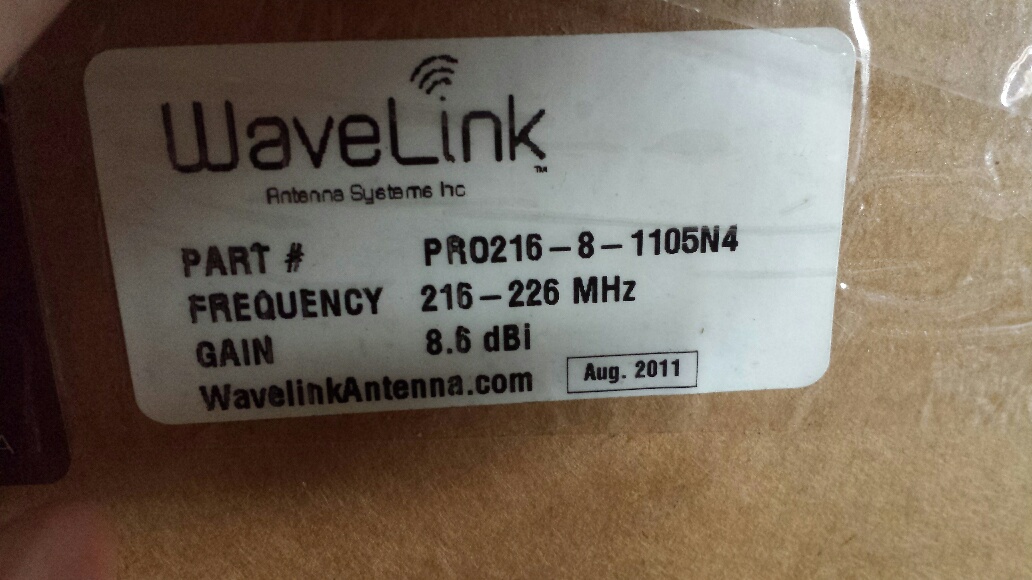 WaveLink™
Antenna Systems Inc
PART # PRO216-8-1105N4
FREQUENCY 216-226 MHz
GAIN 8.6 dBi
WavelinkAntenna.com Aug. 2011
A